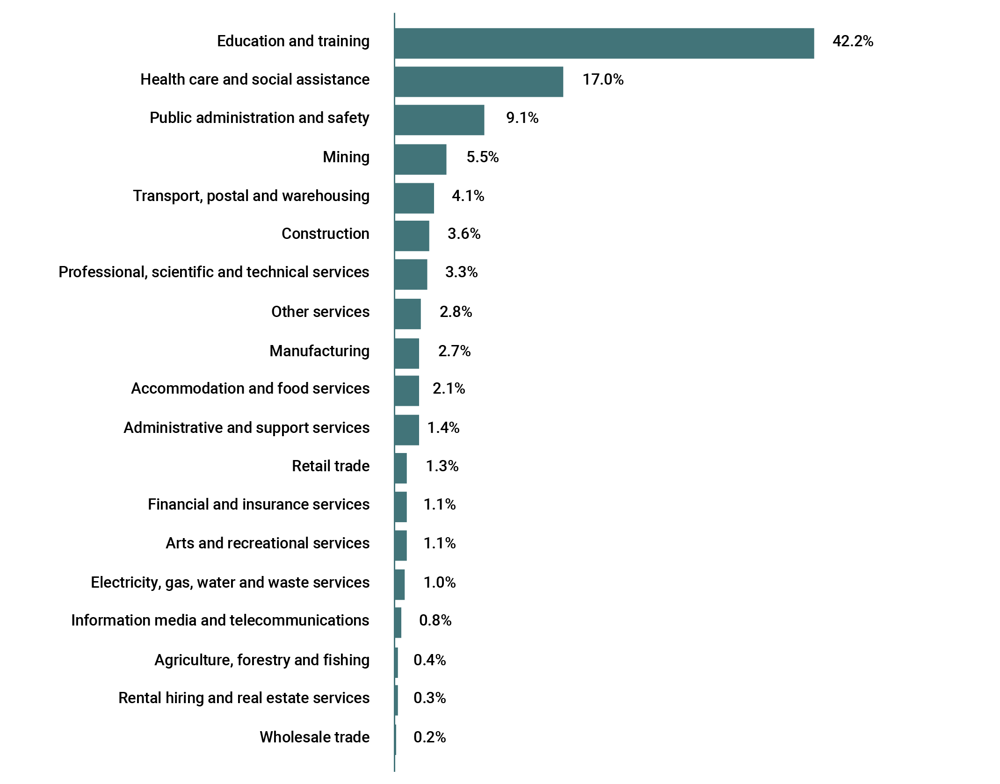 Education and training 42.2%
Health care and social assistance 17.0%
Public administration and safety 9.1%
Mining 5.5%
Transport, postal and warehousing 4.1%
Construction 3.6%
Professional, scientific and technical services 3.3%
Other services 2.8%
Manufacturing 2.7%
Accommodation and food services 2.1%
Administrative and support services 1.4%
Retail trade 1.3%
Financial and insurance services 1.1%
Arts and recreational services 1.1%
Electricity, gas, water and waste services 1.0%
Information media and telecommunications 0.8%
Agriculture, forestry and fishing 0.4%
Rental hiring and real estate services 0.3%
Wholesale trade 0.2%